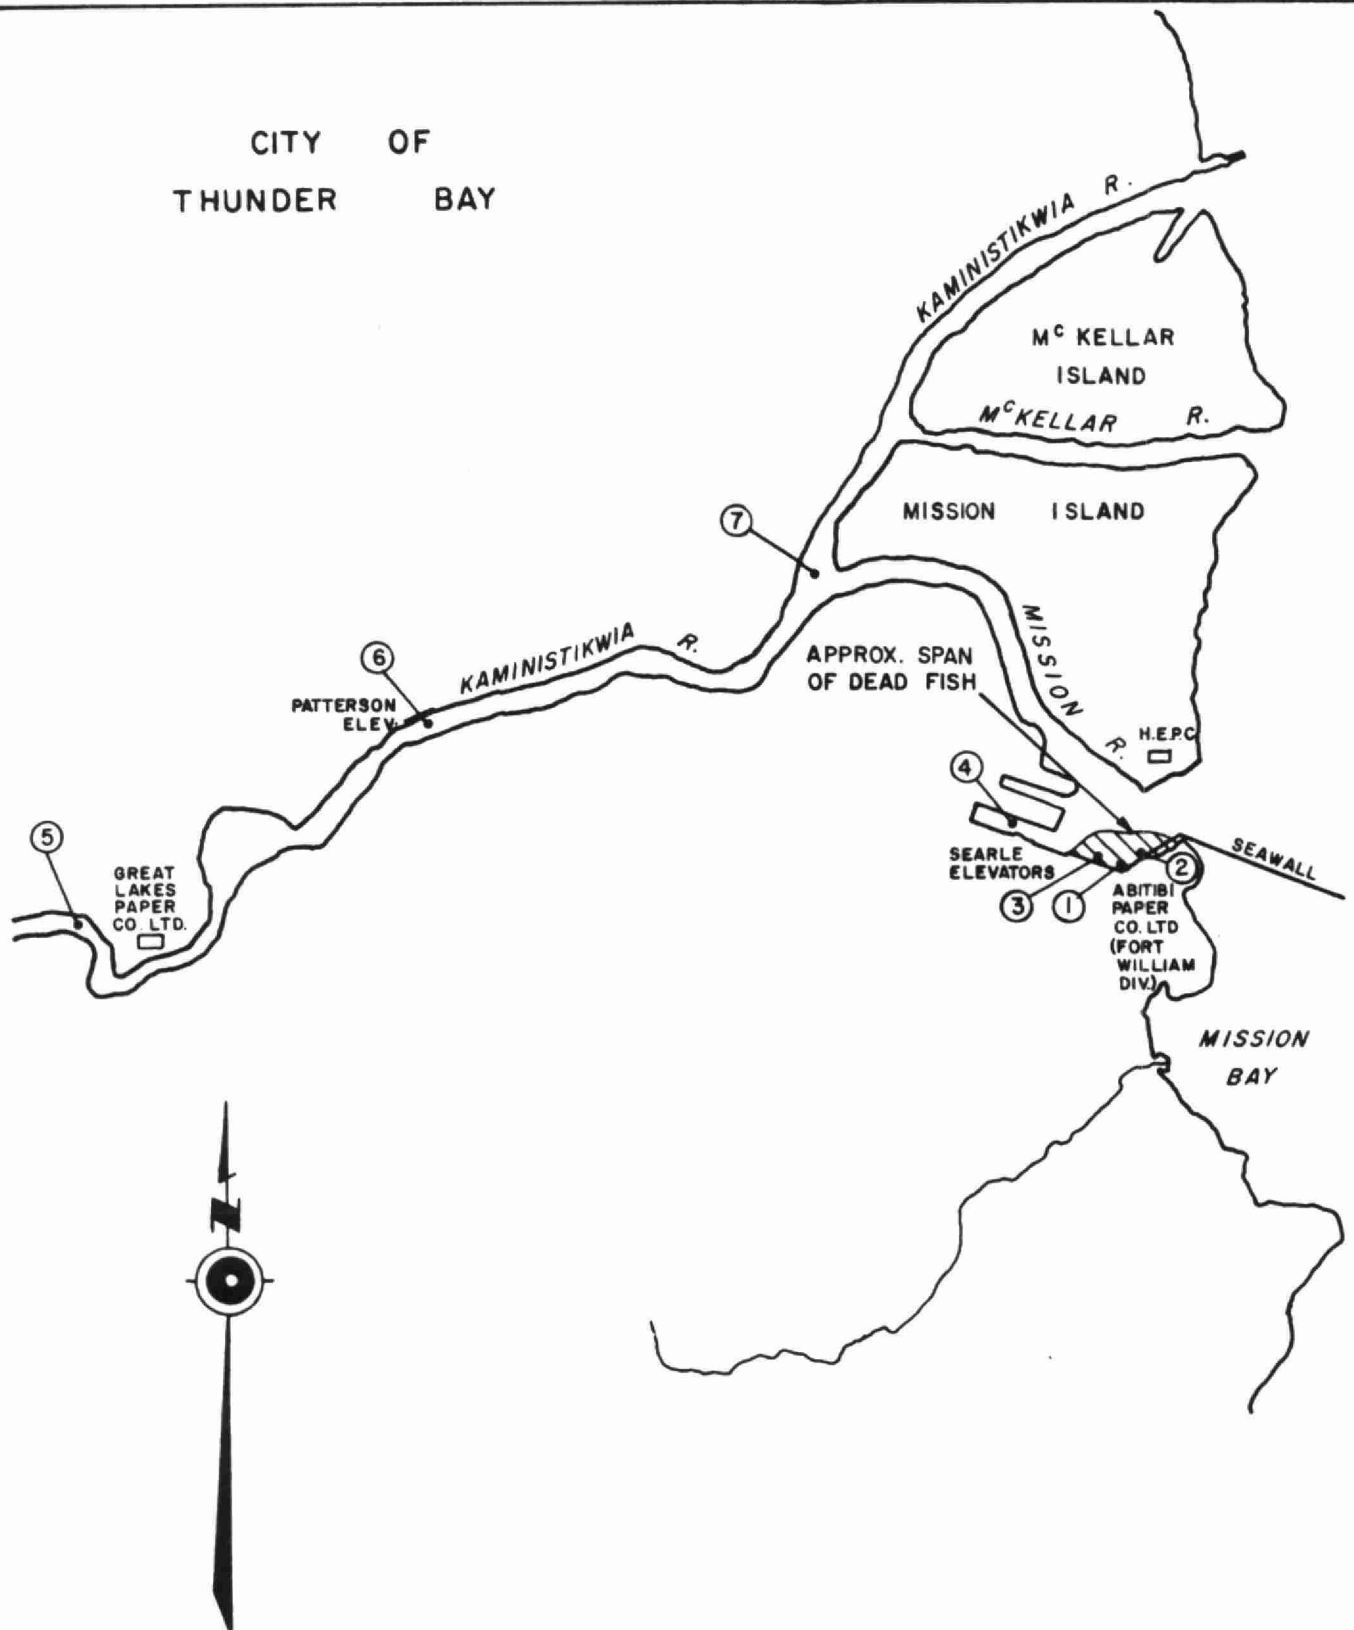 CITY OF
THUNDER BAY
KAMINISTIKWIA R.
Mc KELLAR
ISLAND
McKELLAR R.
MISSION ISLAND
7
MISSION R.
APPROX. SPAN
OF DEAD FISH
6
KAMINISTIKWIA R.
PATTERSON
ELEV.
H.E.P.C
4
5
SEARLE
ELEVATORS
SEAWALL
GREAT
LAKES
PAPER
CO. LTD.
3
1
2
ABITIBI
PAPER
CO. LTD
(FORT
WILLIAM
DIV.)
MISSION
BAY
N